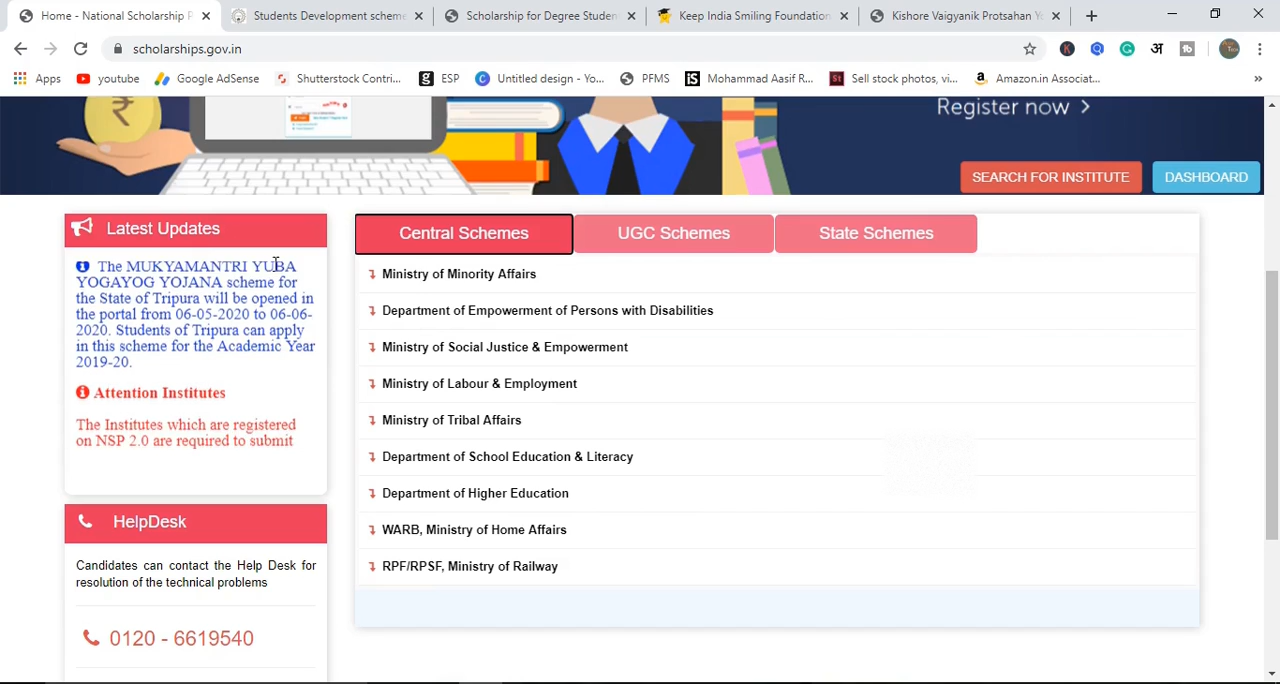 Home - National Scholarship P
Students Development scheme
Scholarship for Degree Studen
Keep India Smiling Foundation
Kishore Vaigyanik Protsahan Yo
scholarships.gov.in
Apps
youtube
Google AdSense
Shutterstock Contri...
ESP
Untitled design - Yo...
PFMS
Mohammad Aasif R...
Sell stock photos, vi...
Amazon.in Associat...
Register now >
SEARCH FOR INSTITUTE
DASHBOARD
Latest Updates
The MUKYAMANTRI YUBA
YOGAYOG YOJANA scheme for
the State of Tripura will be opened in
the portal from 06-05-2020 to 06-06-
2020. Students of Tripura can apply
in this scheme for the Academic Year
2019-20.
Attention Institutes
The Institutes which are registered
on NSP 2.0 are required to submit
HelpDesk
Candidates can contact the Help Desk for
resolution of the technical problems
0120 - 6619540
Central Schemes
UGC Schemes
State Schemes
Ministry of Minority Affairs
Department of Empowerment of Persons with Disabilities
Ministry of Social Justice & Empowerment
Ministry of Labour & Employment
Ministry of Tribal Affairs
Department of School Education & Literacy
Department of Higher Education
WARB, Ministry of Home Affairs
RPF/RPSF, Ministry of Railway